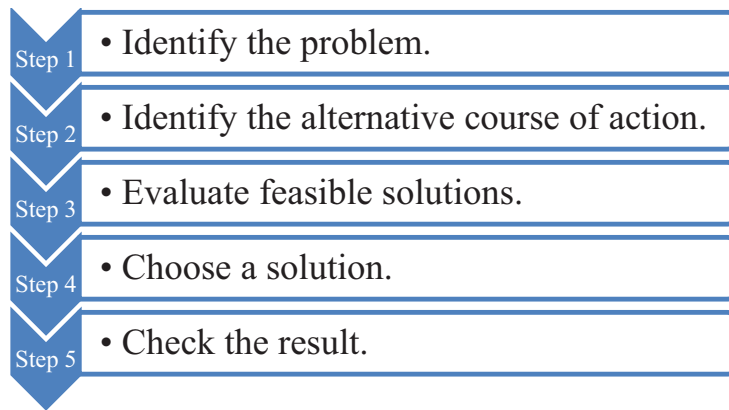 Step 1 • Identify the problem.
Step 2 • Identify the alternative course of action.
Step 3 • Evaluate feasible solutions.
Step 4 • Choose a solution.
Step 5 • Check the result.